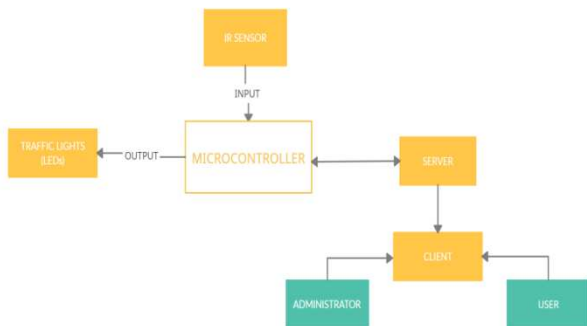 IR SENSOR
INPUT
TRAFFIC LIGHTS
(LEDs)
OUTPUT
MICROCONTROLLER
SERVER
CLIENT
ADMINISTRATOR
USER